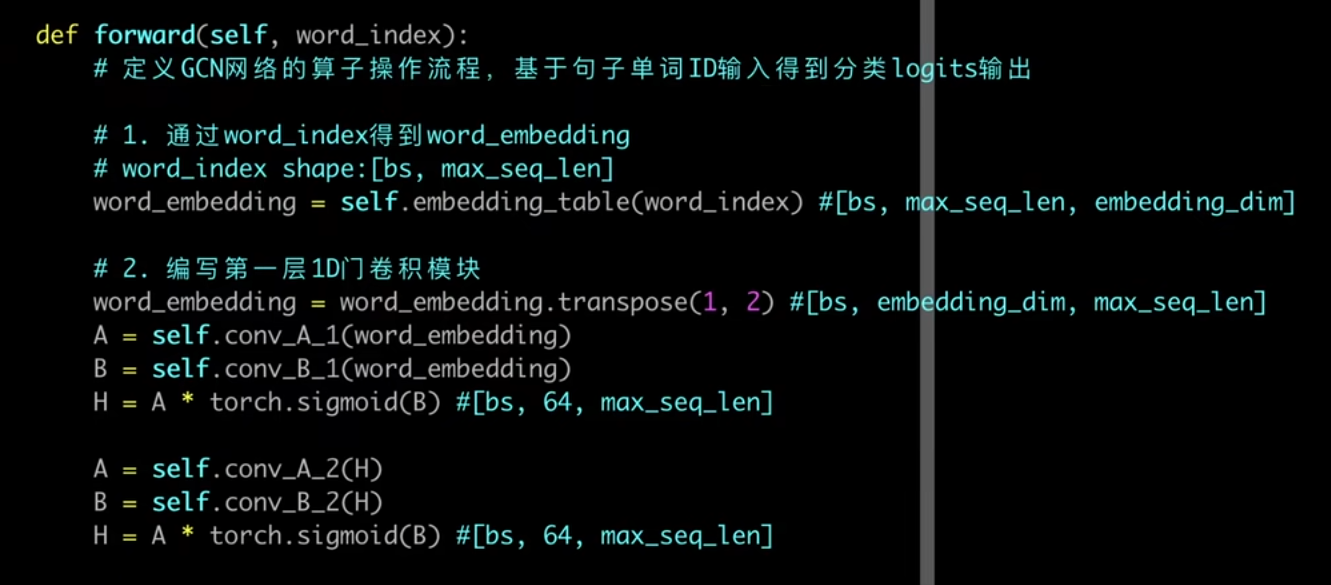 def forward(self, word_index):
    # 定义GCN网络的算子操作流程，基于句子单词ID输入得到分类logits输出

    # 1. 通过word_index得到word_embedding
    # word_index shape:[bs, max_seq_len]
    word_embedding = self.embedding_table(word_index) #[bs, max_seq_len, embedding_dim]

    # 2. 编写第一层1D门卷积模块
    word_embedding = word_embedding.transpose(1, 2) #[bs, embedding_dim, max_seq_len]
    A = self.conv_A_1(word_embedding)
    B = self.conv_B_1(word_embedding)
    H = A * torch.sigmoid(B) #[bs, 64, max_seq_len]

    A = self.conv_A_2(H)
    B = self.conv_B_2(H)
    H = A * torch.sigmoid(B) #[bs, 64, max_seq_len]